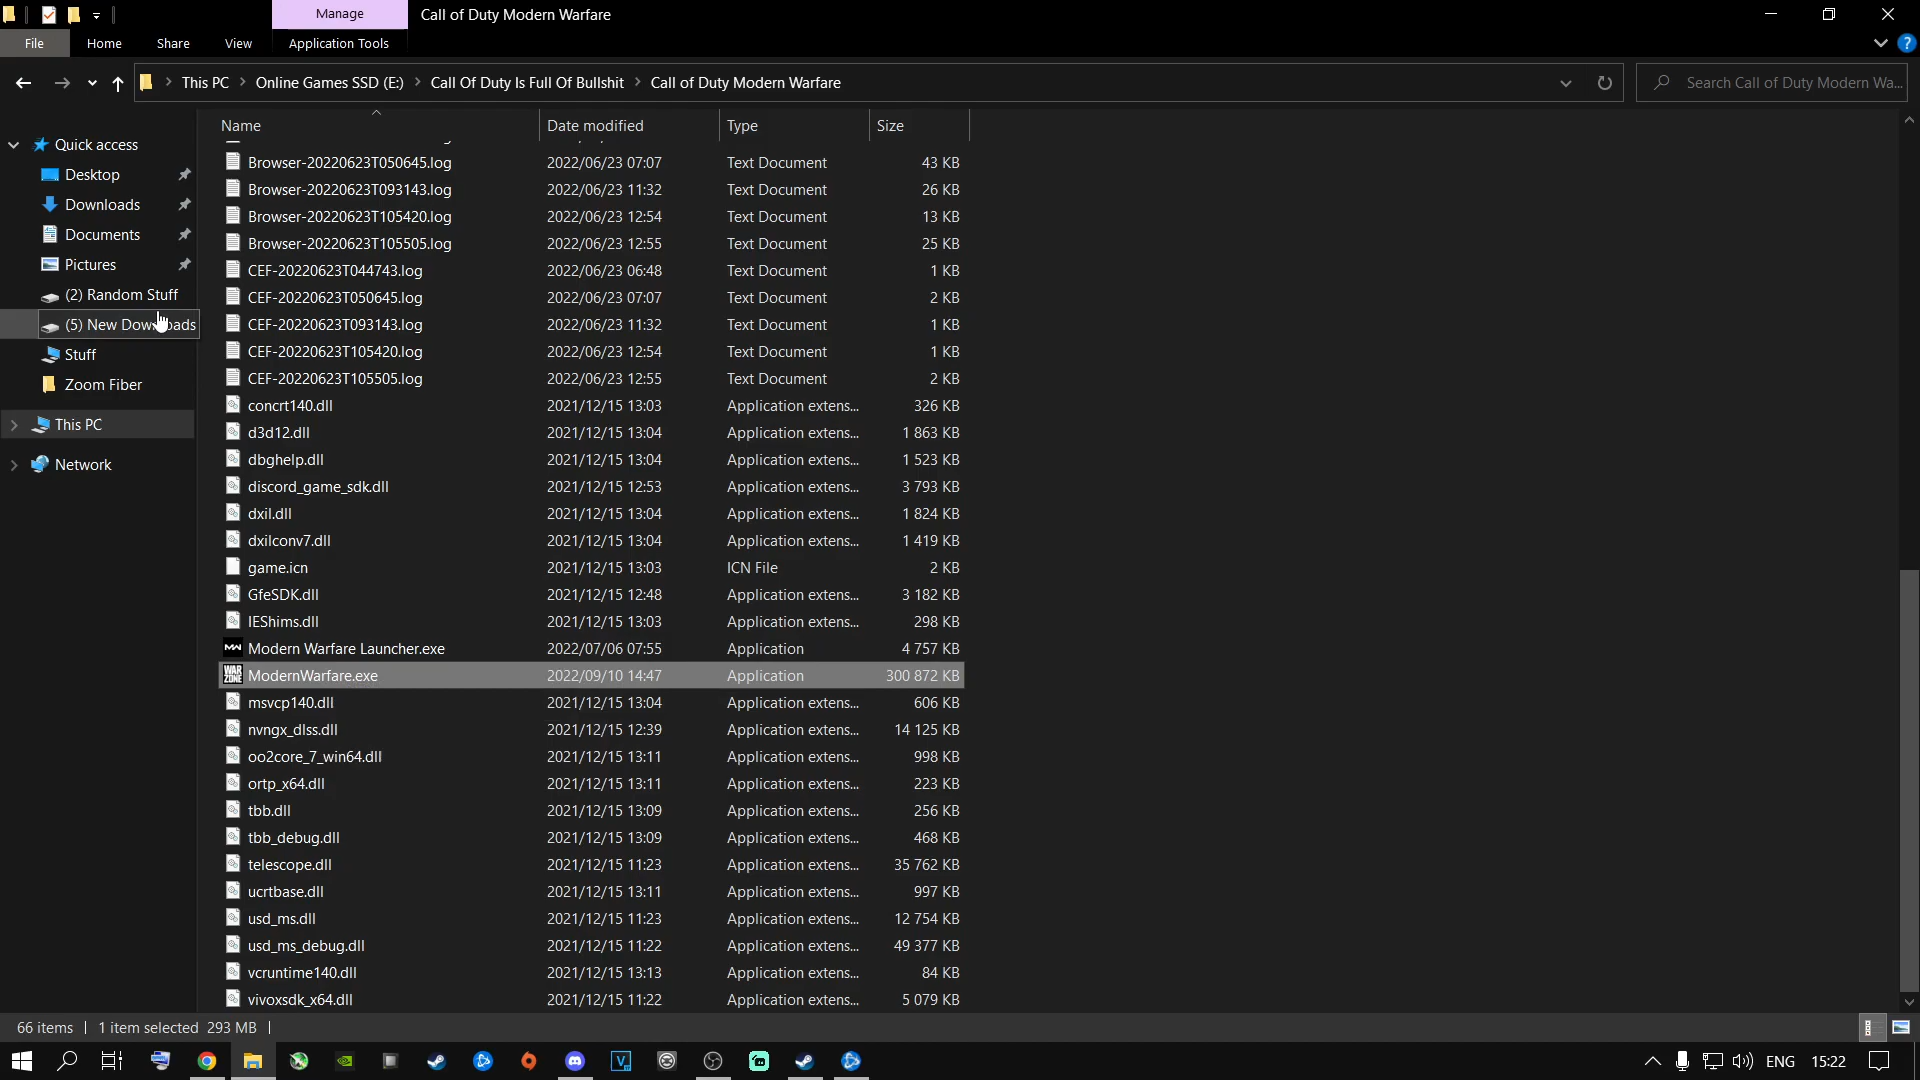 Manage
Call of Duty Modern Warfare
File
Home
Share
View
Application Tools
This PC
Online Games SSD (E:)
Call Of Duty Is Full Of Bullshit
Call of Duty Modern Warfare
Search Call of Duty Modern Wa...
Name
Date modified
Type
Size
Quick access
Desktop
Downloads
Documents
Pictures
(2) Random Stuff
(5) New Downloads
Stuff
Zoom Fiber
This PC
Network
Browser-20220623T050645.log 2022/06/23 07:07 Text Document 43 KB
Browser-20220623T093143.log 2022/06/23 11:32 Text Document 26 KB
Browser-20220623T105420.log 2022/06/23 12:54 Text Document 13 KB
Browser-20220623T105505.log 2022/06/23 12:55 Text Document 25 KB
CEF-20220623T044743.log 2022/06/23 06:48 Text Document 1 KB
CEF-20220623T050645.log 2022/06/23 07:07 Text Document 2 KB
CEF-20220623T093143.log 2022/06/23 11:32 Text Document 1 KB
CEF-20220623T105420.log 2022/06/23 12:54 Text Document 1 KB
CEF-20220623T105505.log 2022/06/23 12:55 Text Document 2 KB
concrt140.dll 2021/12/15 13:03 Application extens... 326 KB
d3d12.dll 2021/12/15 13:04 Application extens... 1 863 KB
dbghelp.dll 2021/12/15 13:04 Application extens... 1 523 KB
discord_game_sdk.dll 2021/12/15 12:53 Application extens... 3 793 KB
dxil.dll 2021/12/15 13:04 Application extens... 1 824 KB
dxilconv7.dll 2021/12/15 13:04 Application extens... 1 419 KB
game.icn 2021/12/15 13:03 ICN File 2 KB
GfeSDK.dll 2021/12/15 12:48 Application extens... 3 182 KB
IEShims.dll 2021/12/15 13:03 Application extens... 298 KB
Modern Warfare Launcher.exe 2022/07/06 07:55 Application 4 757 KB
WAR ZONE ModernWarfare.exe 2022/09/10 14:47 Application 300 872 KB
msvcp140.dll 2021/12/15 13:04 Application extens... 606 KB
nvngx_dlss.dll 2021/12/15 12:39 Application extens... 14 125 KB
oo2core_7_win64.dll 2021/12/15 13:11 Application extens... 998 KB
ortp_x64.dll 2021/12/15 13:11 Application extens... 223 KB
tbb.dll 2021/12/15 13:09 Application extens... 256 KB
tbb_debug.dll 2021/12/15 13:09 Application extens... 468 KB
telescope.dll 2021/12/15 11:23 Application extens... 35 762 KB
ucrtbase.dll 2021/12/15 13:11 Application extens... 997 KB
usd_ms.dll 2021/12/15 11:23 Application extens... 12 754 KB
usd_ms_debug.dll 2021/12/15 11:22 Application extens... 49 377 KB
vcruntime140.dll 2021/12/15 13:13 Application extens... 84 KB
vivoxsdk_x64.dll 2021/12/15 11:22 Application extens... 5 079 KB
66 items
1 item selected 293 MB
ENG
15:22